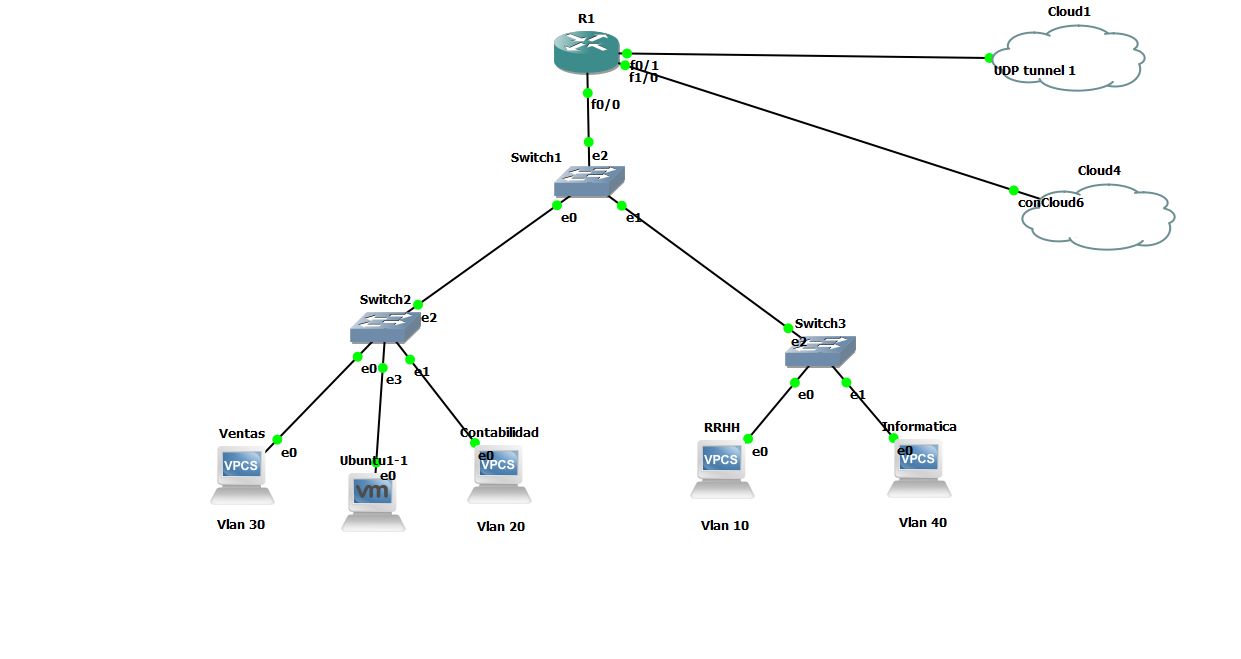 R1
Cloud1
f0/1
UDP tunnel 1
f1/0
f0/0
Switch1
e2
Cloud4
conCloud6
e0
e1
Switch2
e2
Switch3
e2
e0
e3
e1
e0
e1
Ventas
e0
VPCS
Vlan 30
Ubuntu1-1
e0
vm
Contabilidad
e0
VPCS
Vlan 20
RRHH
e0
VPCS
Vlan 10
Informatica
e0
VPCS
Vlan 40